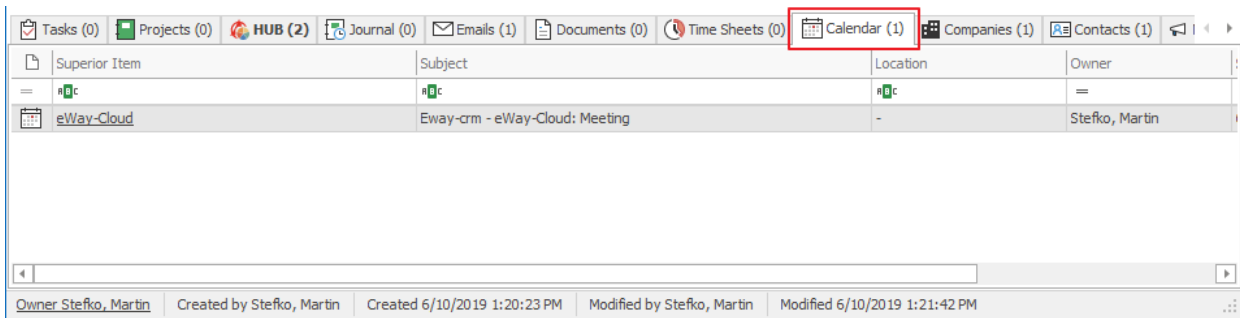 Tasks (0) Projects (0) HUB (2) Journal (0) Emails (1) Documents (0) Time Sheets (0) Calendar (1) Companies (1) Contacts (1)
Superior Item Subject Location Owner
= ABC ABC ABC =
eWay-Cloud Eway-crm - eWay-Cloud: Meeting - Stefko, Martin
Owner Stefko, Martin Created by Stefko, Martin Created 6/10/2019 1:20:23 PM Modified by Stefko, Martin Modified 6/10/2019 1:21:42 PM